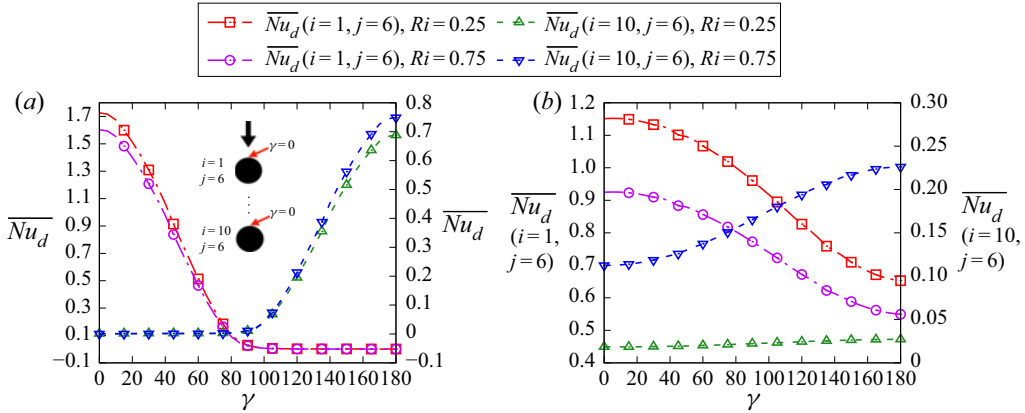 Nu_d (i=1, j=6), Ri=0.25
Nu_d (i=10, j=6), Ri=0.25
Nu_d (i=1, j=6), Ri=0.75
Nu_d (i=10, j=6), Ri=0.75
(a)
1.7
1.5
1.3
1.1
0.9
0.7
0.5
0.3
0.1
−0.1
Nu_d
0.8
0.7
0.6
0.5
0.4
0.3
0.2
0.1
0
−0.1
Nu_d
γ=0
i=1
j=6
γ=0
i=10
j=6
0 20 40 60 80 100 120 140 160 180
γ
(b)
1.2
1.1
1.0
0.9
0.8
0.7
0.6
0.5
0.4
Nu_d
(i=1,
j=6)
0.30
0.25
0.20
0.15
0.10
0.05
0
Nu_d
(i=10,
j=6)
0 20 40 60 80 100 120 140 160 180
γ